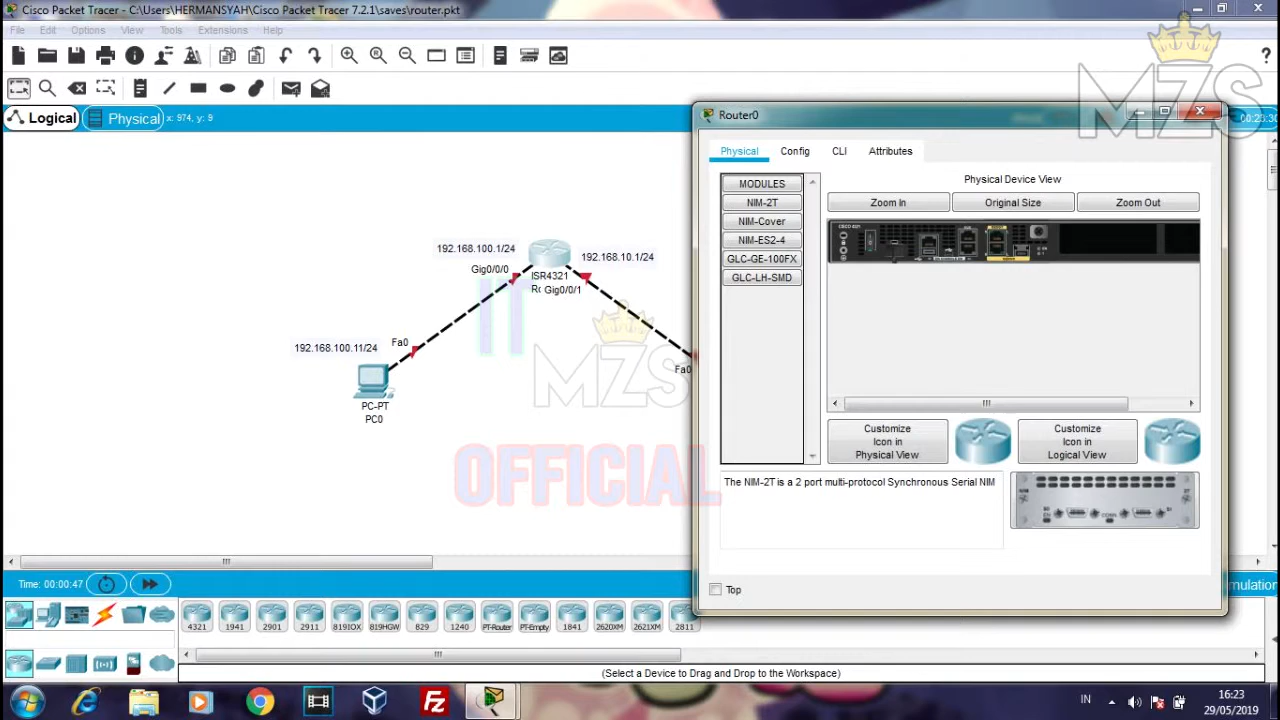 Cisco Packet Tracer - C:\Users\HERMANSYAH\Cisco Packet Tracer 7.2.1\saves\router.pkt
File Edit Options View Tools Extensions Help
MZS
Logical Physical x: 974, y: 9
Router0
Physical Config CLI Attributes
MODULES
NIM-2T
NIM-Cover
NIM-ES2-4
GLC-GE-100FX
GLC-LH-SMD
Physical Device View
Zoom In Original Size Zoom Out
192.168.100.1/24
192.168.10.1/24
Gig0/0/0
ISR4321
Gig0/0/1
192.168.100.11/24
Fa0
Fa0
PC-PT
PC0
IT
MZS
OFFICIAL
Customize
Icon in
Physical View
Customize
Icon in
Logical View
The NIM-2T is a 2 port multi-protocol Synchronous Serial NIM
Top
Time: 00:00:47
4321 1941 2901 2911 819IOX 819HGW 829 1240 PT-Router PT-Empty 1841 2620XM 2621XM 2811
(Select a Device to Drag and Drop to the Workspace)
IN
16:23
29/05/2019